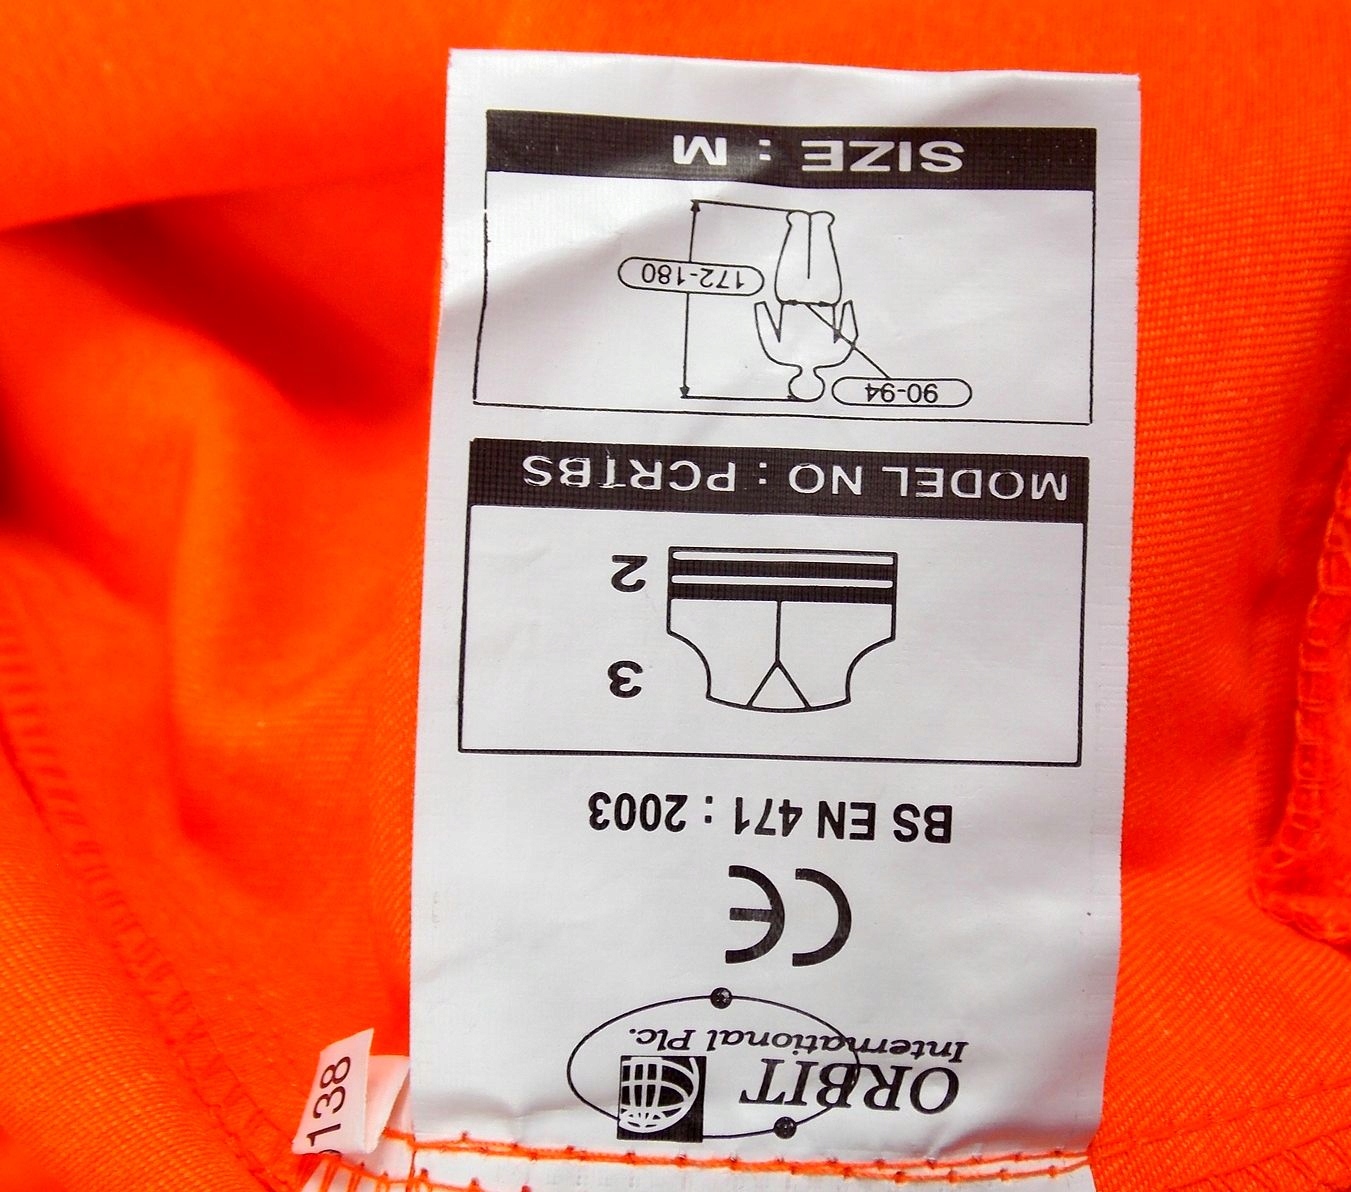 ORBIT
International Plc.
CE
BS EN 471 : 2003
3
2
MODEL NO : PCRTBS
90-94
172-180
SIZE : M
138